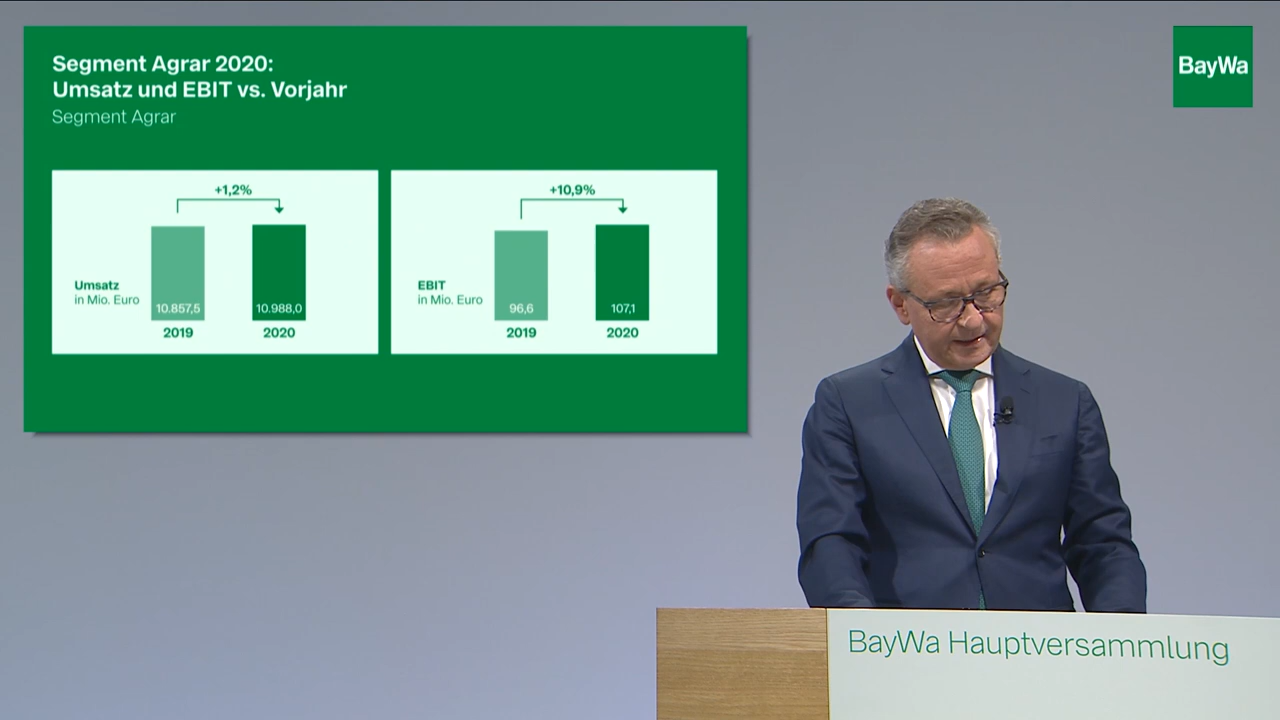 Segment Agrar 2020:
Umsatz und EBIT vs. Vorjahr
Segment Agrar
+1,2%
Umsatz
in Mio. Euro
10.857,5
10.988,0
2019
2020
+10,9%
EBIT
in Mio. Euro
96,6
107,1
2019
2020
BayWa
BayWa Hauptversammlung